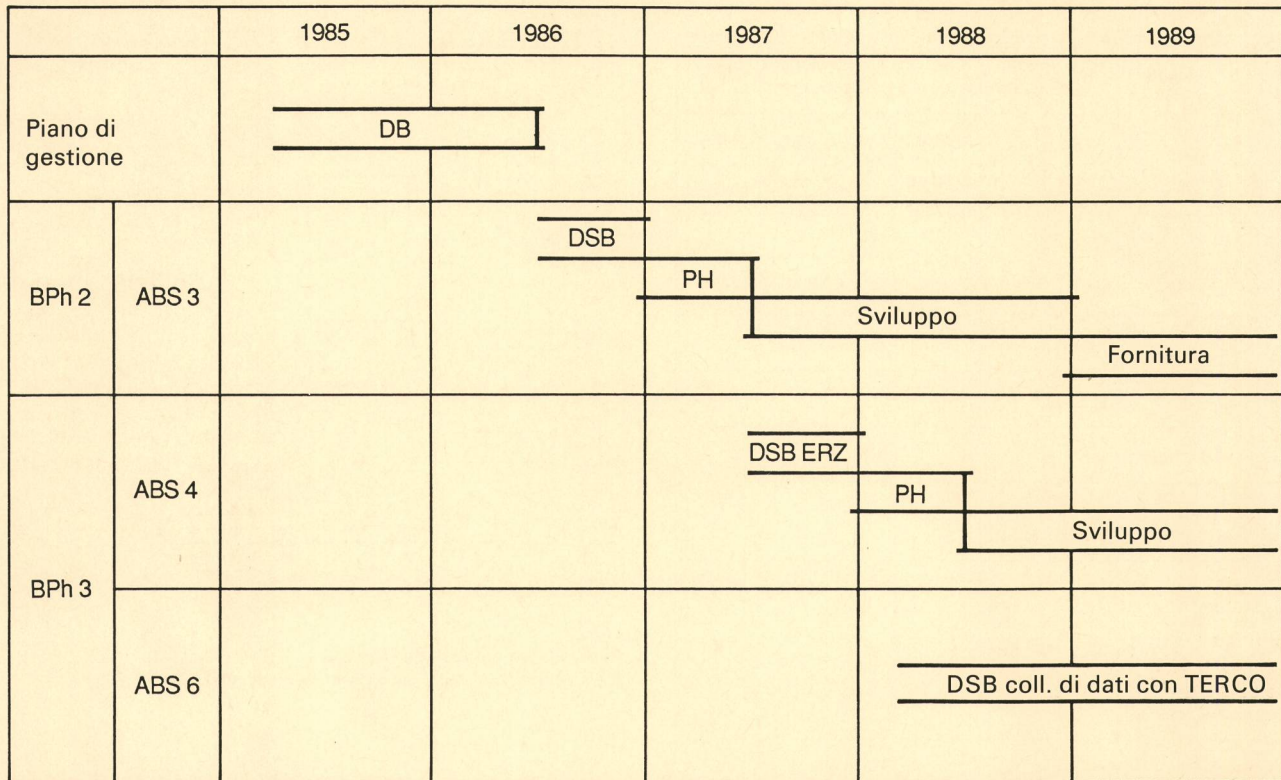 1985 1986 1987 1988 1989
Piano di
gestione
DB
BPh 2
ABS 3
DSB
PH
Sviluppo
Fornitura
BPh 3
ABS 4
DSB ERZ
PH
Sviluppo
ABS 6
DSB coll. di dati con TERCO